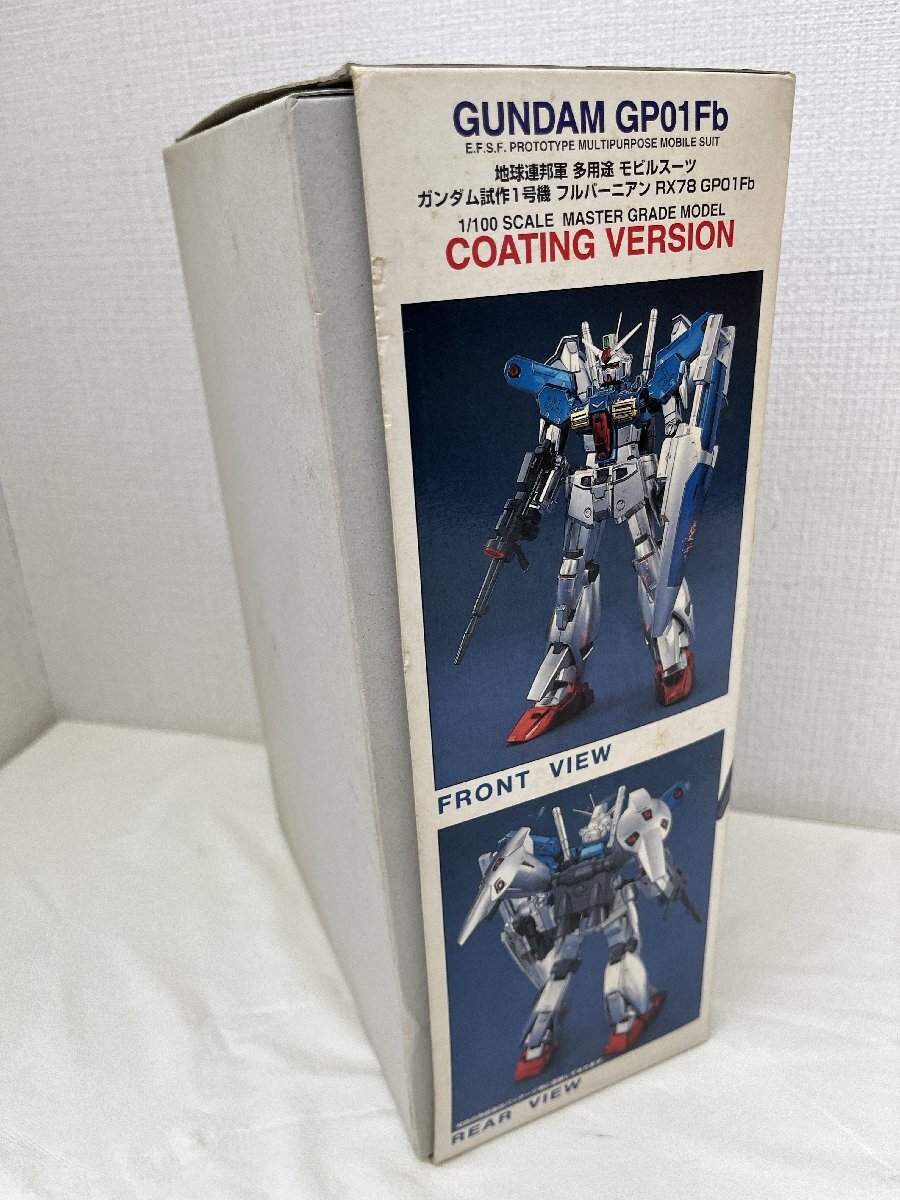 GUNDAM GP01Fb
E.F.S.F. PROTOTYPE MULTIPURPOSE MOBILE SUIT
地球連邦軍 多用途 モビルスーツ
ガンダム試作1号機 フルバーニアン RX78 GP01Fb
1/100 SCALE MASTER GRADE MODEL
COATING VERSION
FRONT VIEW
REAR VIEW